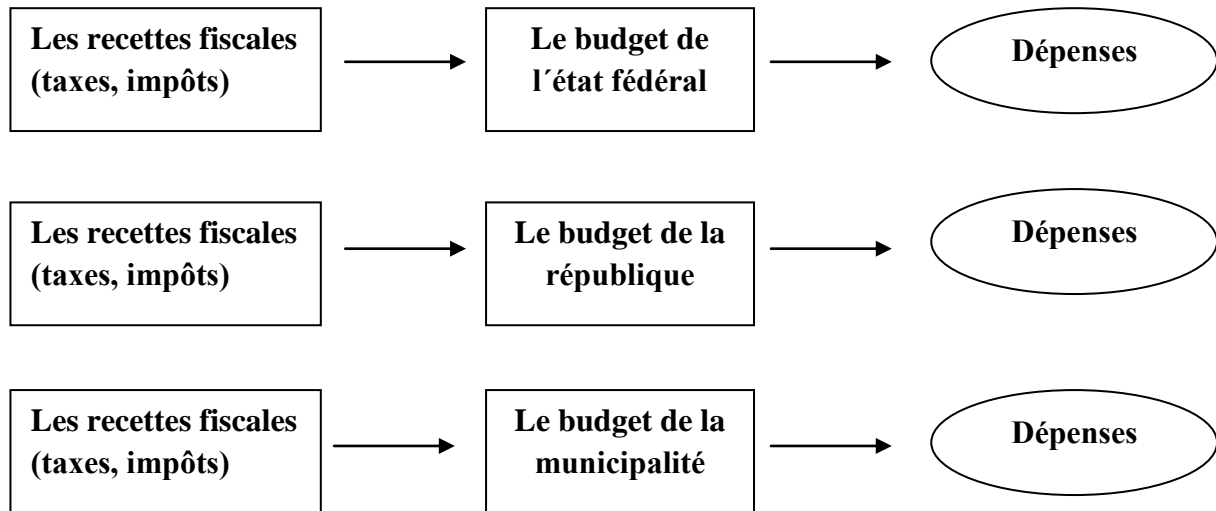 Les recettes fiscales
(taxes, impôts)
Le budget de
l´état fédéral
Dépenses
Les recettes fiscales
(taxes, impôts)
Le budget de la
république
Dépenses
Les recettes fiscales
(taxes, impôts)
Le budget de la
municipalité
Dépenses